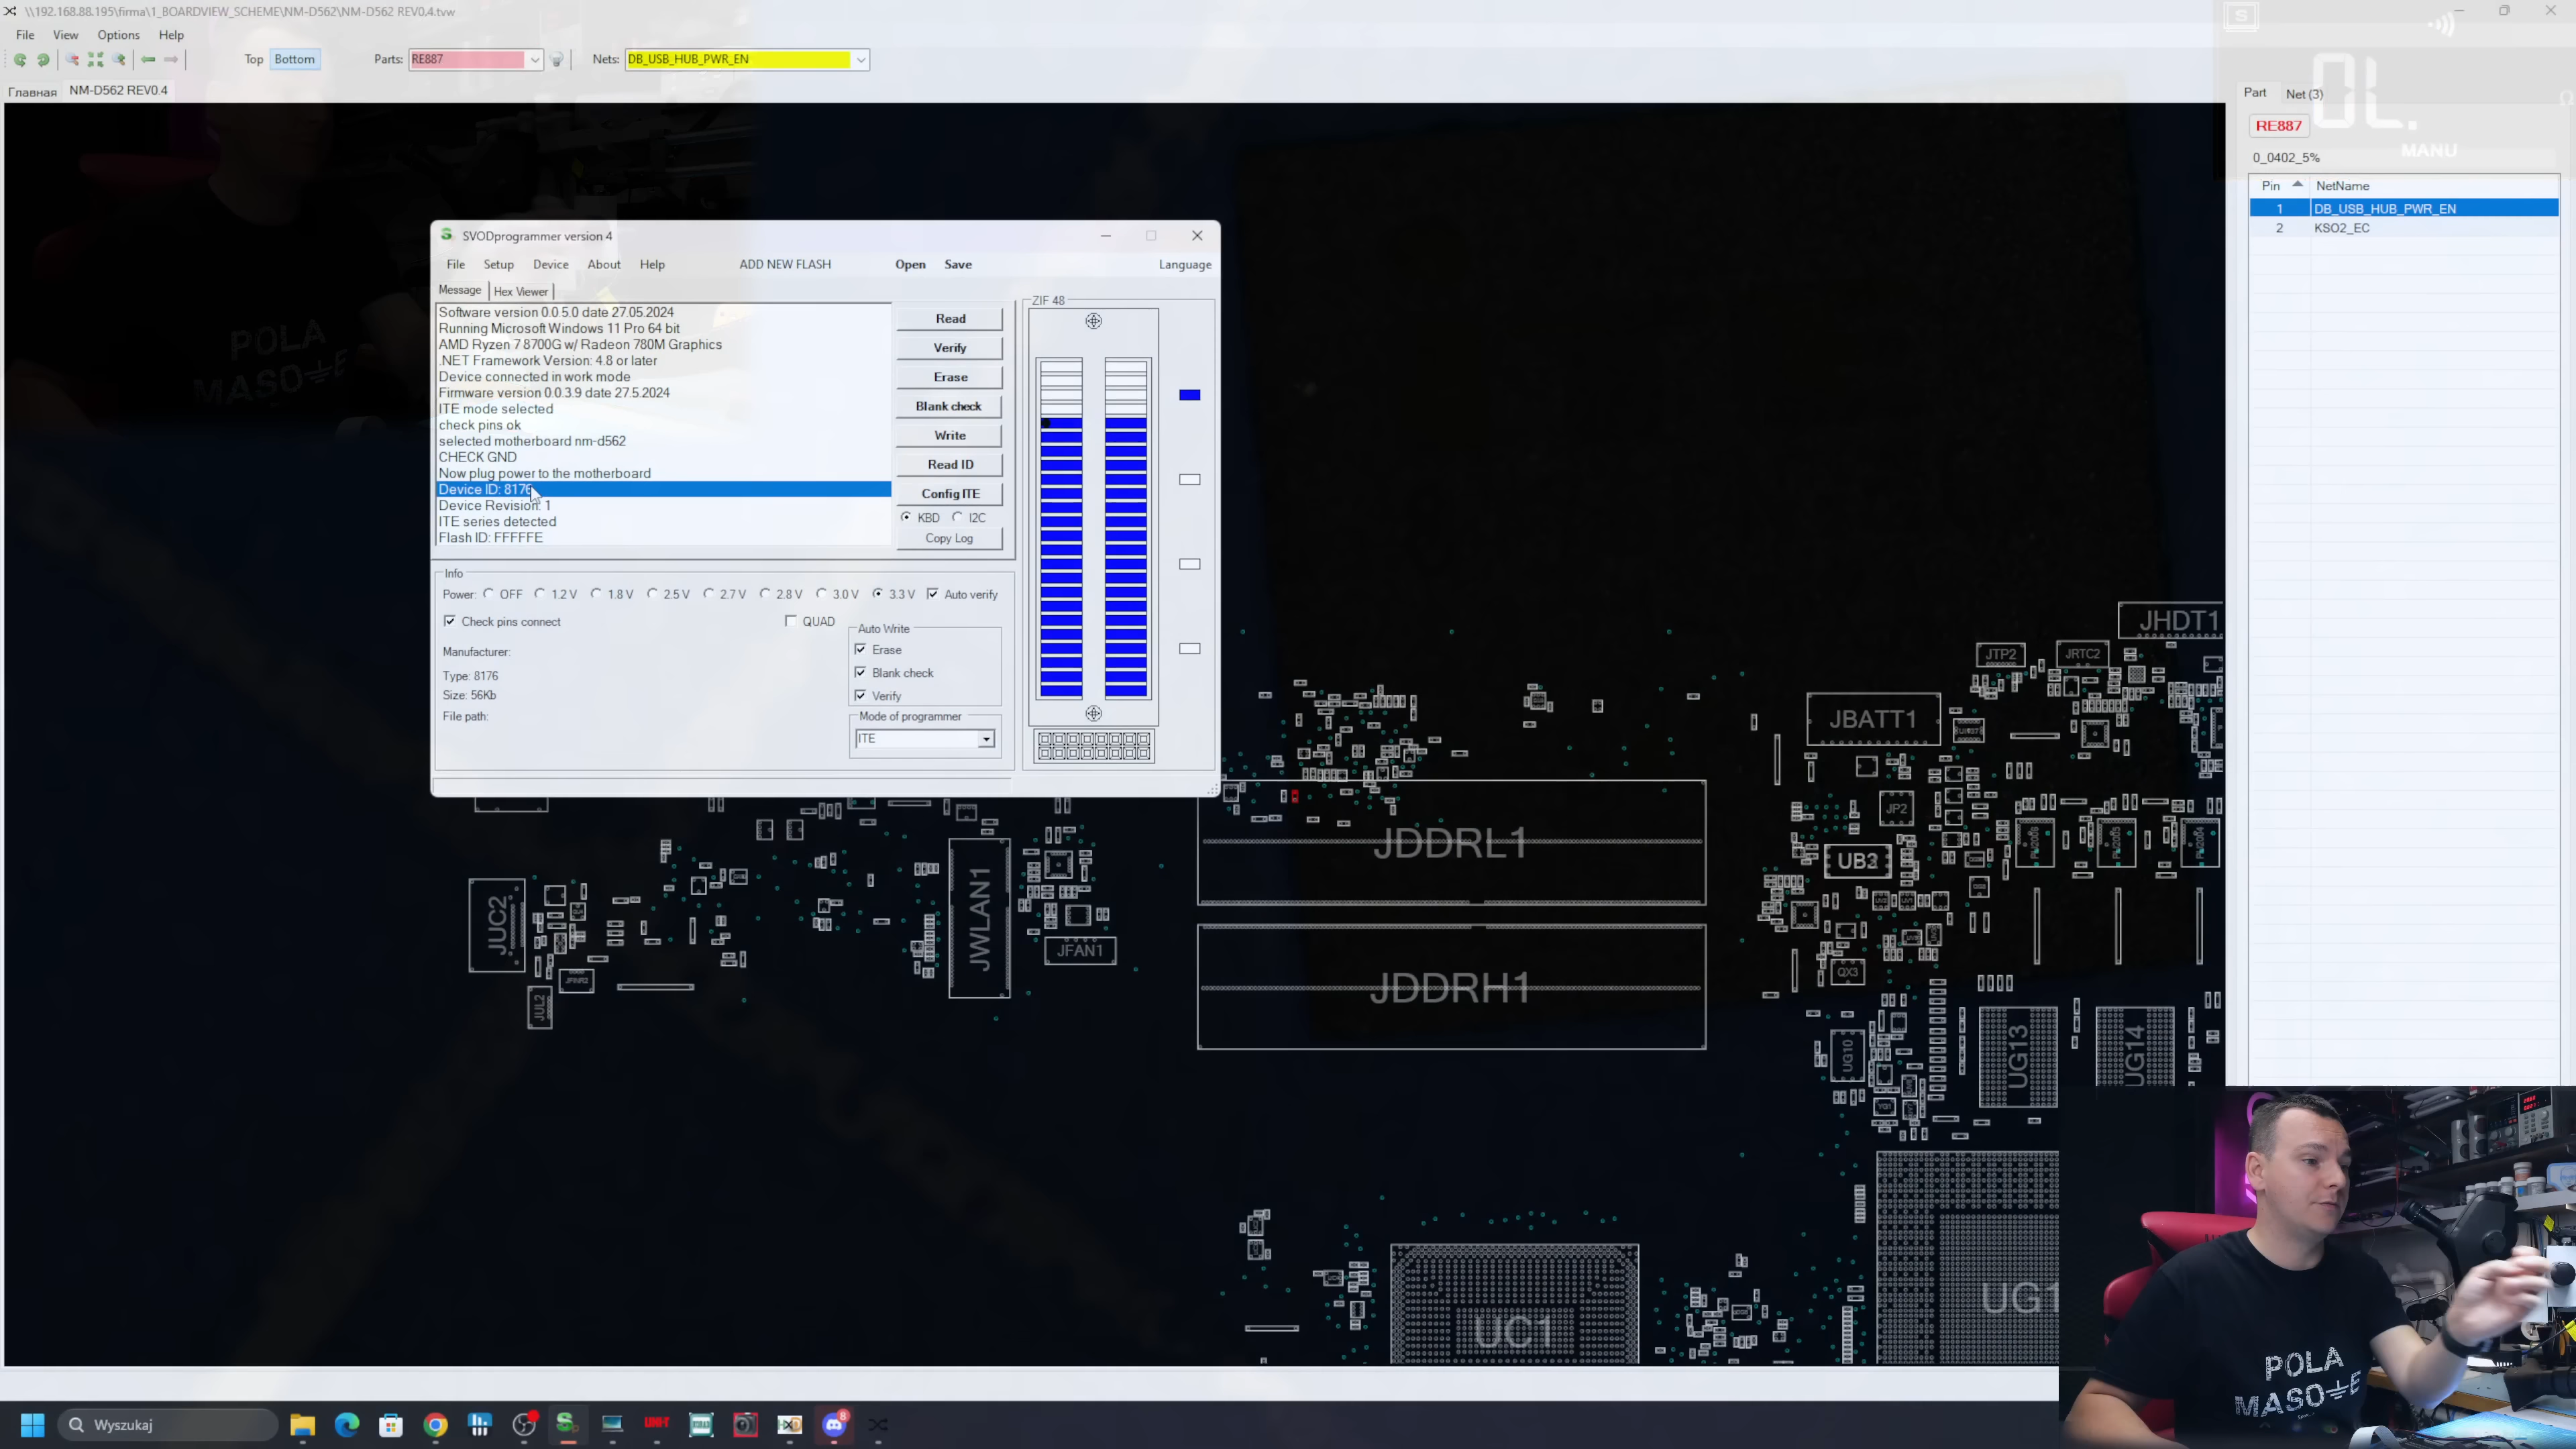 \\192.168.88.195\firma\1_BOARDVIEW_SCHEME\NM-D562\NM-D562 REV0.4.tvw
File View Options Help
Top Bottom Parts: RE887 Nets: DB_USB_HUB_PWR_EN
Главная NM-D562 REV0.4
Part Net (3)
RE887
0_0402_5%
Pin NetName
1 DB_USB_HUB_PWR_EN
2 KSO2_EC
0L.
MANU
SVODprogrammer version 4
File Setup Device About Help ADD NEW FLASH Open Save Language
Message Hex Viewer
Software version 0.0.5.0 date 27.05.2024
Running Microsoft Windows 11 Pro 64 bit
AMD Ryzen 7 8700G w/ Radeon 780M Graphics
.NET Framework Version: 4.8 or later
Device connected in work mode
Firmware version 0.0.3.9 date 27.5.2024
ITE mode selected
check pins ok
selected motherboard nm-d562
CHECK GND
Now plug power to the motherboard
Device ID: 8176
Device Revision: 1
ITE series detected
Flash ID: FFFFFE
Read
Verify
Erase
Blank check
Write
Read ID
Config ITE
KBD I2C
Copy Log
ZIF 48
Info
Power: OFF 1.2 V 1.8 V 2.5 V 2.7 V 2.8 V 3.0 V 3.3 V Auto verify
Check pins connect QUAD
Auto Write
Erase
Blank check
Verify
Manufacturer:
Type: 8176
Size: 56Kb
File path:
Mode of programmer
ITE
POLA
MASO
JHDT1
JTP2
JRTC2
JBATT1
JP2
JDDRL1
UB3
JUC2
JWLAN1
JFAN1
JDDRH1
QX3
JUL2
UG10
UG13
UG14
UC1
UG1
POLA
MASO
Wyszukaj
UNI-T
8